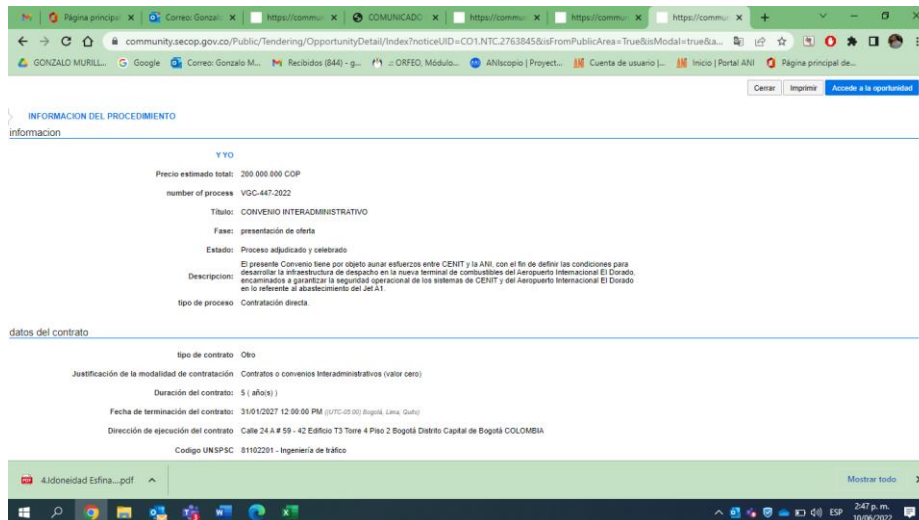 Página principal
Correo: Gonzalo
https://commun
COMUNICADO
https://commun
https://commun
https://commun
community.secop.gov.co/Public/Tendering/OpportunityDetail/Index?noticeUID=CO1.NTC.2763845&isFromPublicArea=True&isModal=true&a...
GONZALO MURILL... Google Correo: Gonzalo M... Recibidos (844) - g... .: ORFEO, Módulo... ANIscopio | Proyect... Cuenta de usuario |... Inicio | Portal ANI Página principal de...
Cerrar Imprimir Accede a la oportunidad
INFORMACION DEL PROCEDIMIENTO
informacion
Y YO
Precio estimado total: 200.000.000 COP
number of process VGC-447-2022
Título: CONVENIO INTERADMINISTRATIVO
Fase: presentación de oferta
Estado: Proceso adjudicado y celebrado
El presente Convenio tiene por objeto aunar esfuerzos entre CENIT y la ANI, con el fin de definir las condiciones para
Descripcion: desarrollar la infraestructura de despacho en la nueva terminal de combustibles del Aeropuerto Internacional El Dorado,
encaminados a garantizar la seguridad operacional de los sistemas de CENIT y del Aeropuerto Internacional El Dorado
en lo referente al abastecimiento del Jet A1.
tipo de proceso Contratación directa.
datos del contrato
tipo de contrato Otro
Justificación de la modalidad de contratación Contratos o convenios Interadministrativos (valor cero)
Duración del contrato: 5 ( año(s) )
Fecha de terminación del contrato: 31/01/2027 12:00:00 PM ((UTC-05:00) Bogotá, Lima, Quito)
Dirección de ejecución del contrato Calle 24 A # 59 - 42 Edificio T3 Torre 4 Piso 2 Bogotá Distrito Capital de Bogotá COLOMBIA
Codigo UNSPSC 81102201 - Ingeniería de tráfico
4.Idoneidad Esfina....pdf
Mostrar todo
ESP
2:47 p. m.
10/06/2022